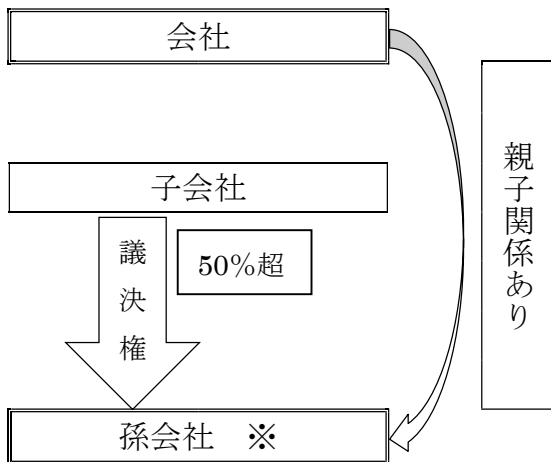 会社
子会社
議決権
50%超
親子関係あり
孫会社 ※